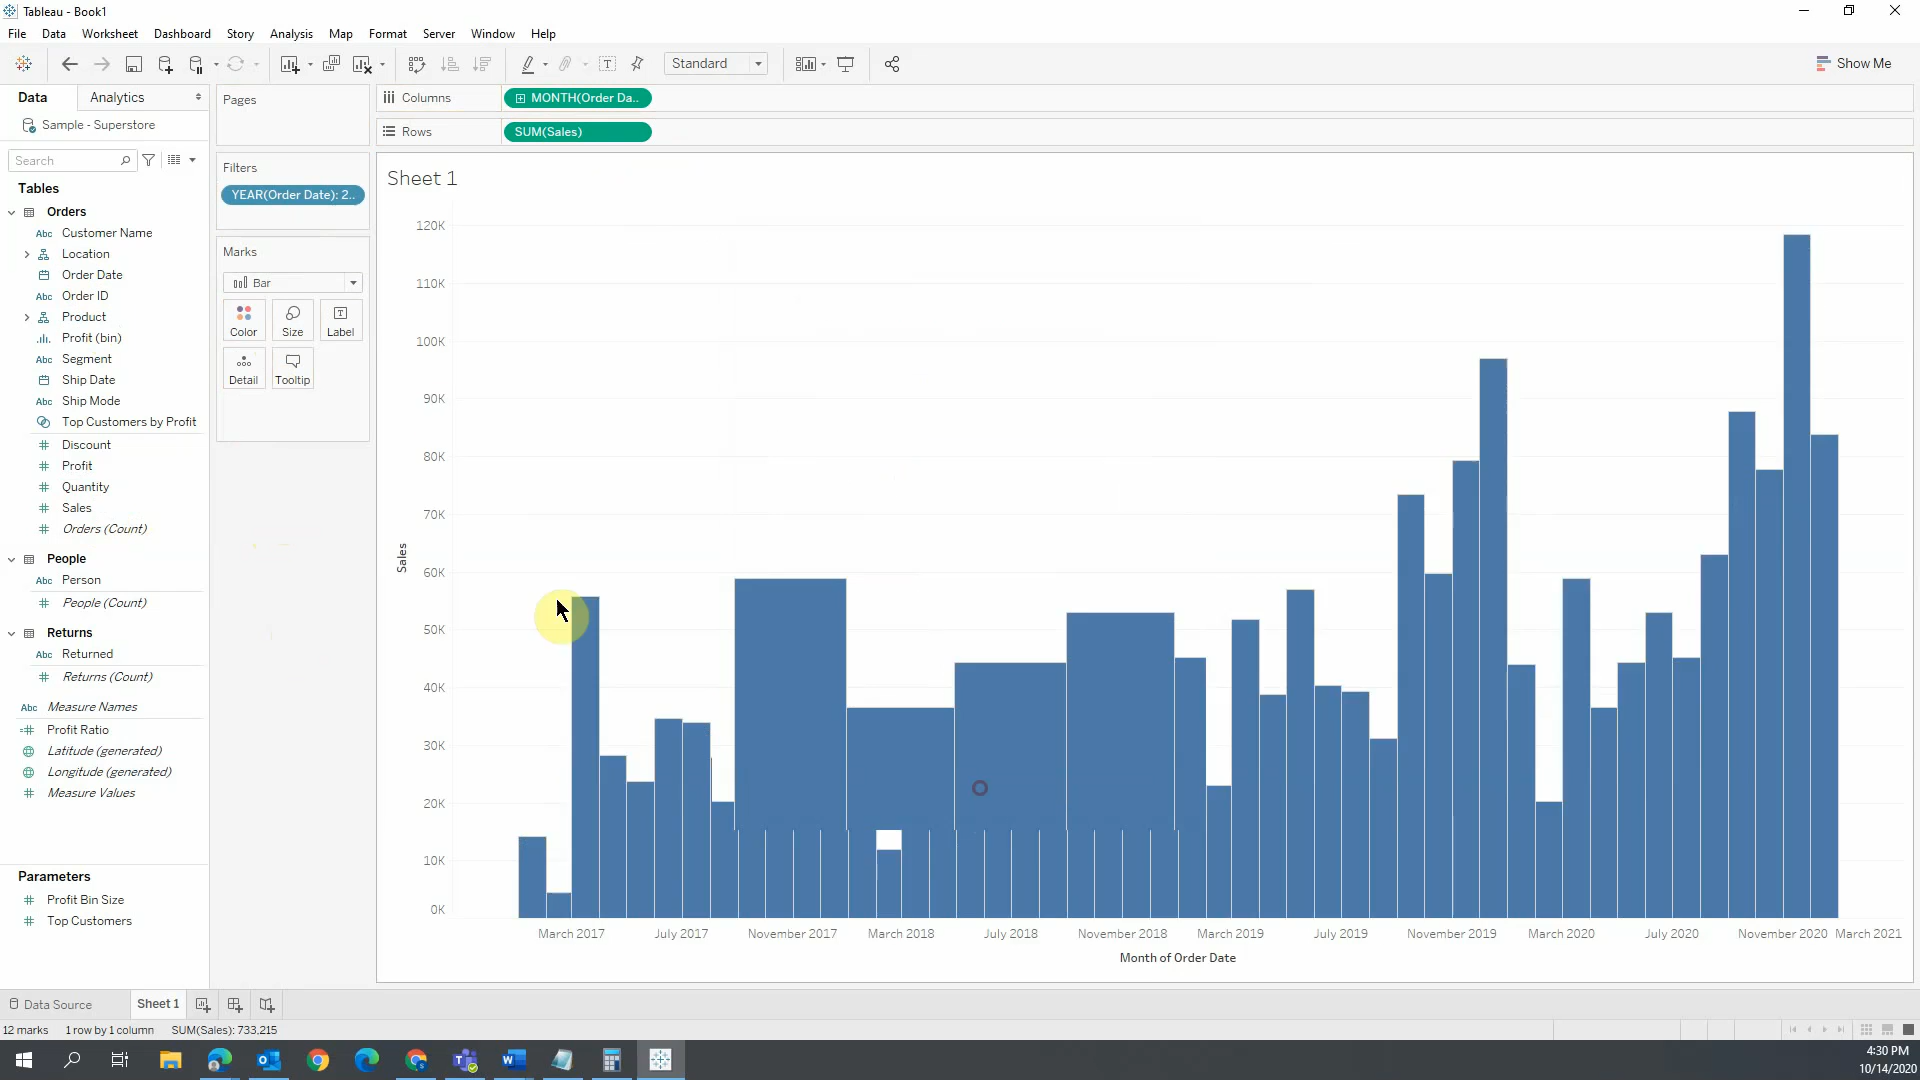 Tableau - Book1
File Data Worksheet Dashboard Story Analysis Map Format Server Window Help
Standard
Show Me
Data Analytics
Sample - Superstore
Search
Tables
Orders
Abc Customer Name
Location
Order Date
Abc Order ID
Product
Profit (bin)
Abc Segment
Ship Date
Abc Ship Mode
Top Customers by Profit
Discount
Profit
Quantity
Sales
Orders (Count)
People
Abc Person
People (Count)
Returns
Abc Returned
Returns (Count)
Abc Measure Names
Profit Ratio
Latitude (generated)
Longitude (generated)
Measure Values
Parameters
Profit Bin Size
Top Customers
Pages
Filters
YEAR(Order Date): 2..
Marks
Bar
Color Size Label
Detail Tooltip
Columns MONTH(Order Da..
Rows SUM(Sales)
Sheet 1
120K
110K
100K
90K
80K
70K
60K
50K
40K
30K
20K
10K
0K
Sales
March 2017 July 2017 November 2017 March 2018 July 2018 November 2018 March 2019 July 2019 November 2019 March 2020 July 2020 November 2020 March 2021
Month of Order Date
Data Source Sheet 1
12 marks 1 row by 1 column SUM(Sales): 733,215
4:30 PM
10/14/2020